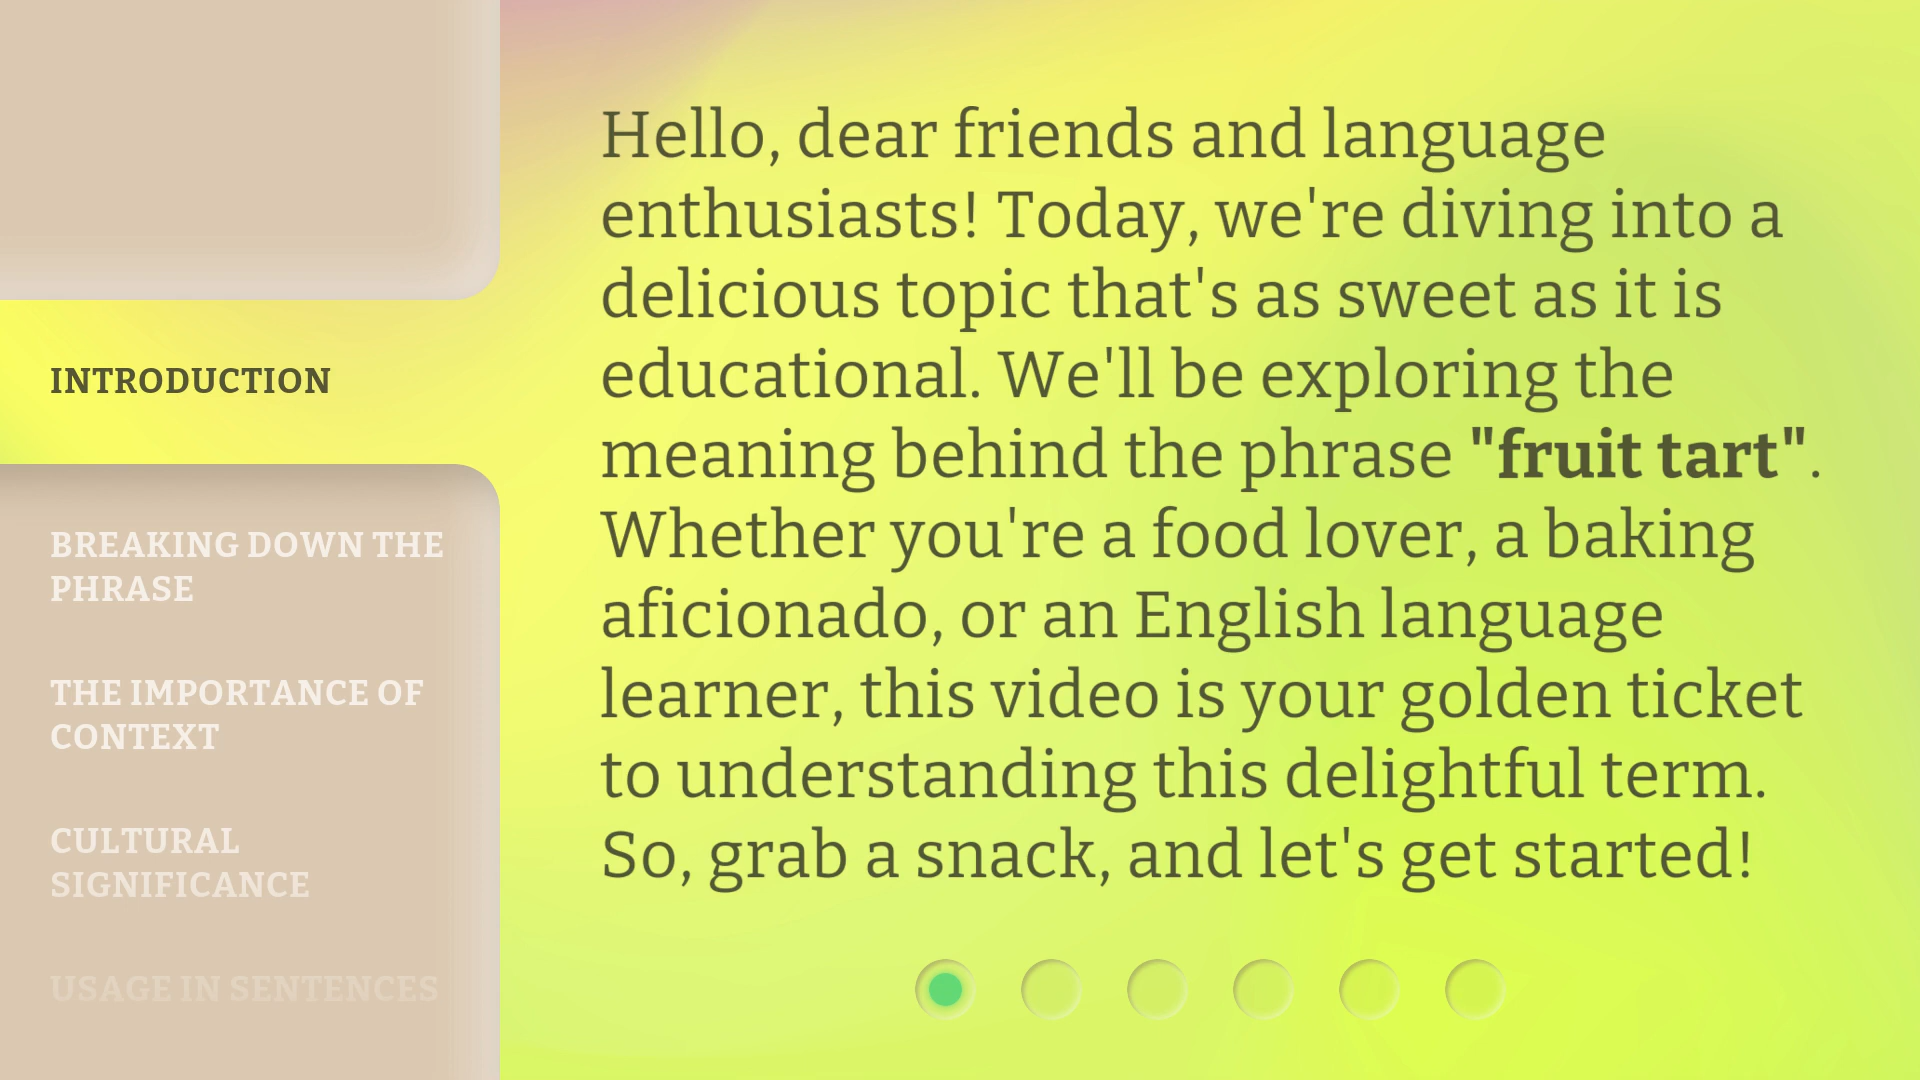 INTRODUCTION
BREAKING DOWN THE
PHRASE
THE IMPORTANCE OF
CONTEXT
CULTURAL
SIGNIFICANCE
USAGE IN SENTENCES
Hello, dear friends and language
enthusiasts! Today, we're diving into a
delicious topic that's as sweet as it is
educational. We'll be exploring the
meaning behind the phrase "fruit tart".
Whether you're a food lover, a baking
aficionado, or an English language
learner, this video is your golden ticket
to understanding this delightful term.
So, grab a snack, and let's get started!